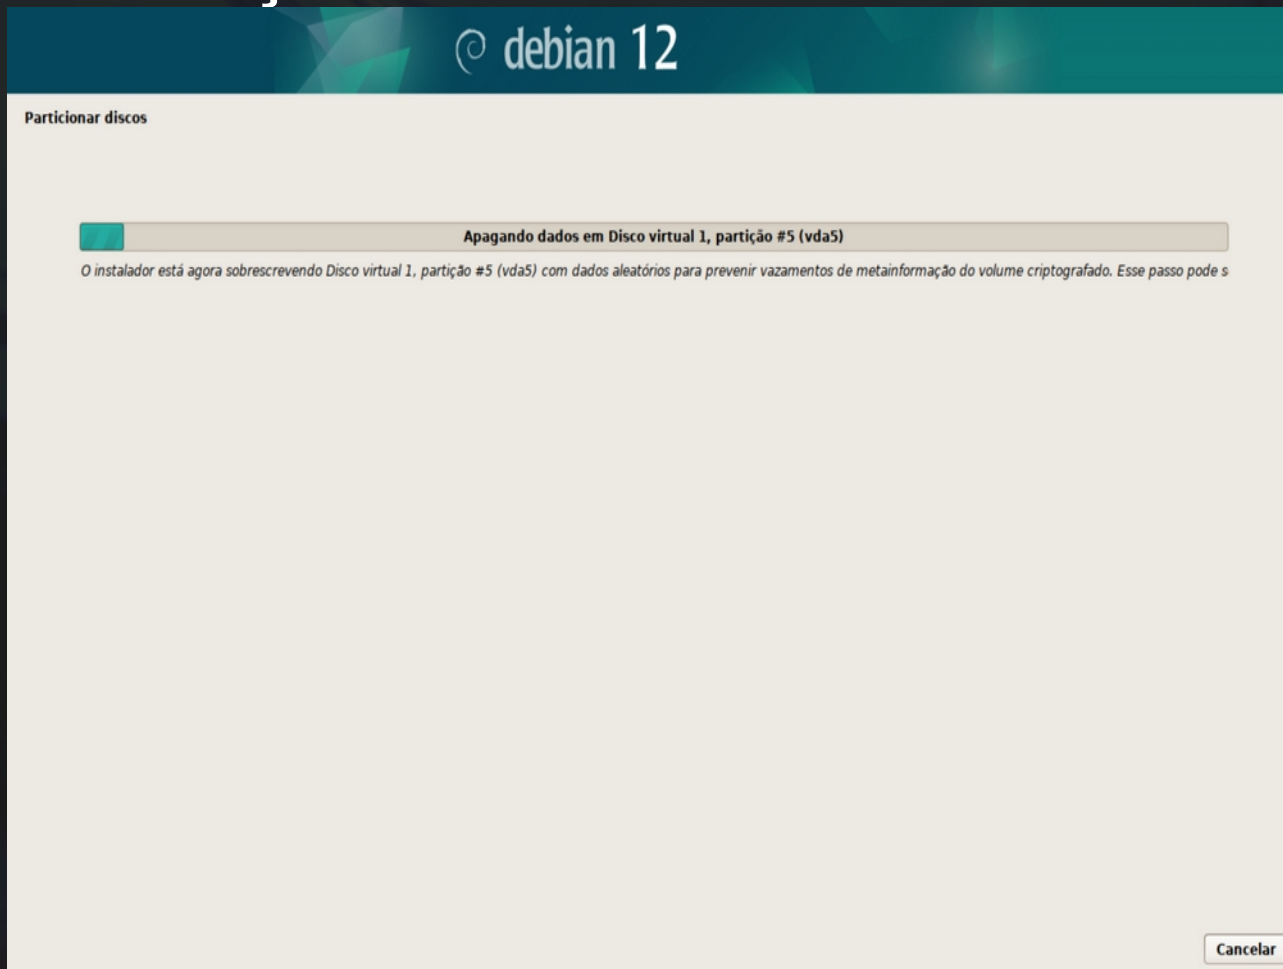 debian 12
Particionar discos
Apagando dados em Disco virtual 1, partição #5 (vda5)
O instalador está agora sobrescrevendo Disco virtual 1, partição #5 (vda5) com dados aleatórios para prevenir vazamentos de metainformação do volume criptografado. Esse passo pode s
Cancelar